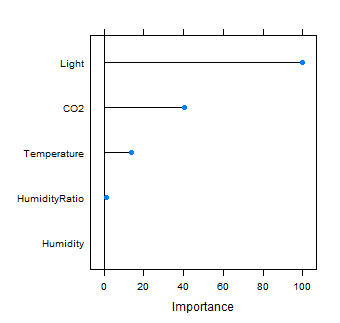 Light
CO2
Temperature
HumidityRatio
Humidity
0 20 40 60 80 100
Importance